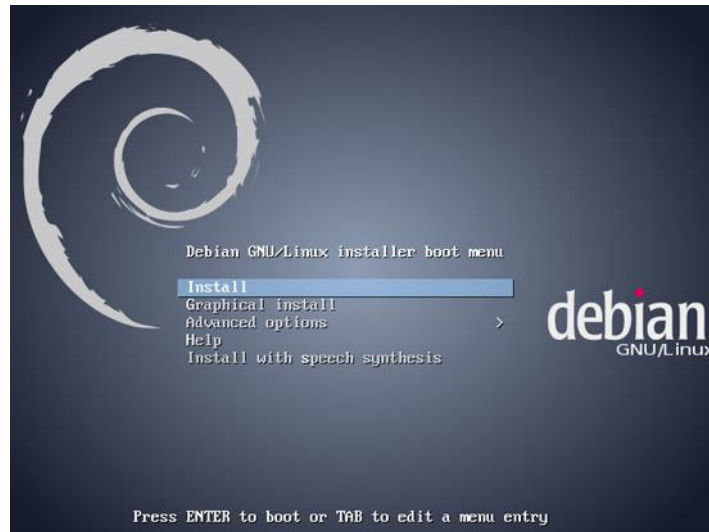 Debian GNU/Linux installer boot menu
Install
Graphical install
Advanced options >
Help
Install with speech synthesis
debian
GNU/Linux
Press ENTER to boot or TAB to edit a menu entry